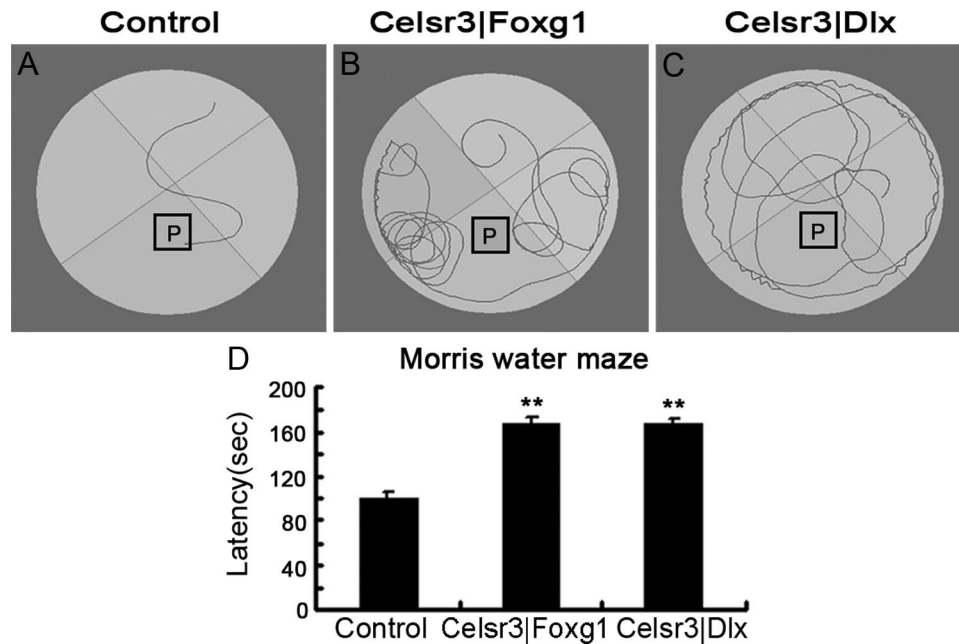 Control
Celsr3|Foxg1
Celsr3|Dlx
A
B
C
P
P
P
D
Morris water maze
Latency(sec)
200
160
120
80
40
0
**
**
Control
Celsr3|Foxg1
Celsr3|Dlx